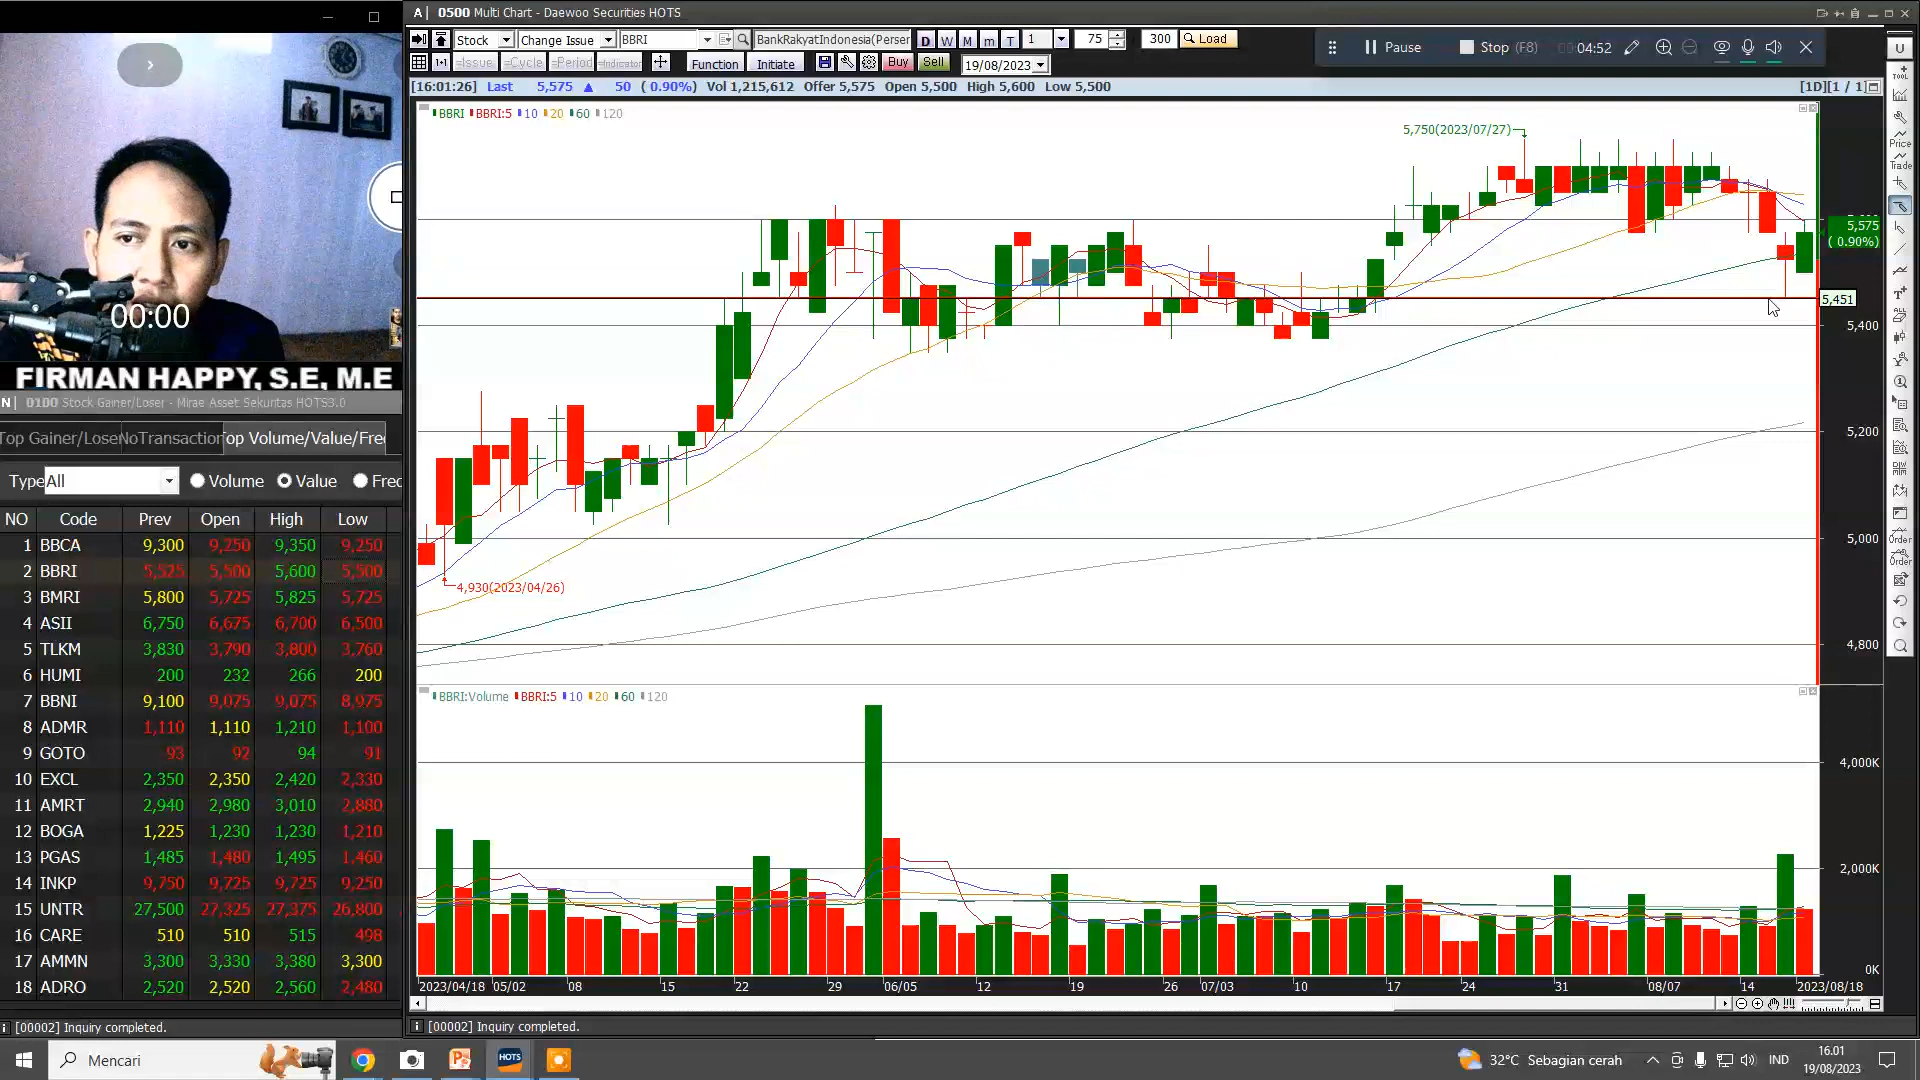 00:00
FIRMAN HAPPY, S.E, M.E
N 0100 Stock Gainer/Loser - Mirae Asset Sekuritas HOTS3.0
Top Gainer/Loser NoTransaction Top Volume/Value/Freq
Type All Volume Value Freq
NO Code Prev Open High Low
1 BBCA 9,300 9,250 9,350 9,250
2 BBRI 5,525 5,500 5,600 5,500
3 BMRI 5,800 5,725 5,825 5,725
4 ASII 6,750 6,675 6,700 6,500
5 TLKM 3,830 3,790 3,800 3,760
6 HUMI 200 232 266 200
7 BBNI 9,100 9,075 9,075 8,975
8 ADMR 1,110 1,110 1,210 1,100
9 GOTO 93 92 94 91
10 EXCL 2,350 2,350 2,420 2,330
11 AMRT 2,940 2,980 3,010 2,880
12 BOGA 1,225 1,230 1,230 1,210
13 PGAS 1,485 1,480 1,495 1,460
14 INKP 9,750 9,725 9,725 9,250
15 UNTR 27,500 27,325 27,375 26,800
16 CARE 510 510 515 498
17 AMMN 3,300 3,330 3,380 3,300
18 ADRO 2,520 2,520 2,560 2,480
[00002] Inquiry completed.
A 0500 Multi Chart - Daewoo Securities HOTS
Stock Change Issue BBRI BankRakyatIndonesia(Perser D W M m T 1 75 300 Load
=Issue =Cycle =Period =Indicator Function Initiate Buy Sell 19/08/2023
Pause Stop (F8) 00:04:52
[16:01:26] Last 5,575 ▲ 50 ( 0.90%) Vol 1,215,612 Offer 5,575 Open 5,500 High 5,600 Low 5,500 [1D][1 / 1]
BBRI BBRI:5 10 20 60 120
5,750(2023/07/27)
5,575
( 0.90%)
5,451
5,400
5,200
5,000
4,930(2023/04/26)
4,800
BBRI:Volume BBRI:5 10 20 60 120
4,000K
2,000K
0K
2023/04/18 05/02 08 15 22 29 06/05 12 19 26 07/03 10 17 24 31 08/07 14 2023/08/18
[00002] Inquiry completed.
U
TOOL
Price
Trade
Order
Order
Mencari
HOTS
32°C Sebagian cerah
IND
16.01
19/08/2023